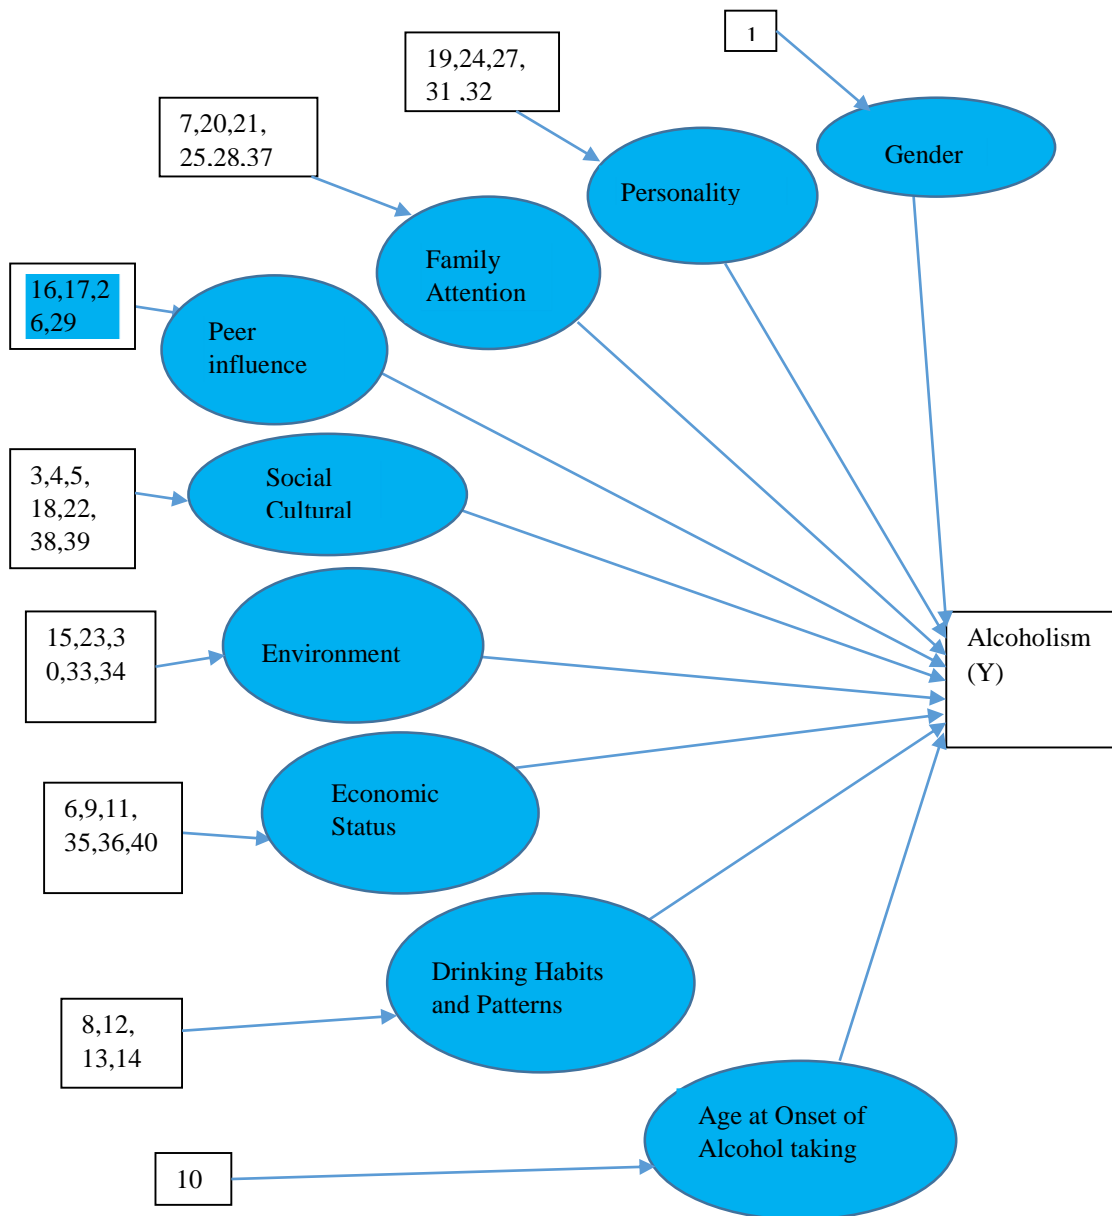 1
19,24,27,
31,32
Gender
7,20,21,
25,28,37
Personality
Family
Attention
16,17,2
6,29
Peer
influence
3,4,5,
18,22,
38,39
Social
Cultural
15,23,3
0,33,34
Environment
Alcoholism
(Y)
6,9,11,
35,36,40
Economic
Status
Drinking Habits
and Patterns
8,12,
13,14
Age at Onset of
Alcohol taking
10